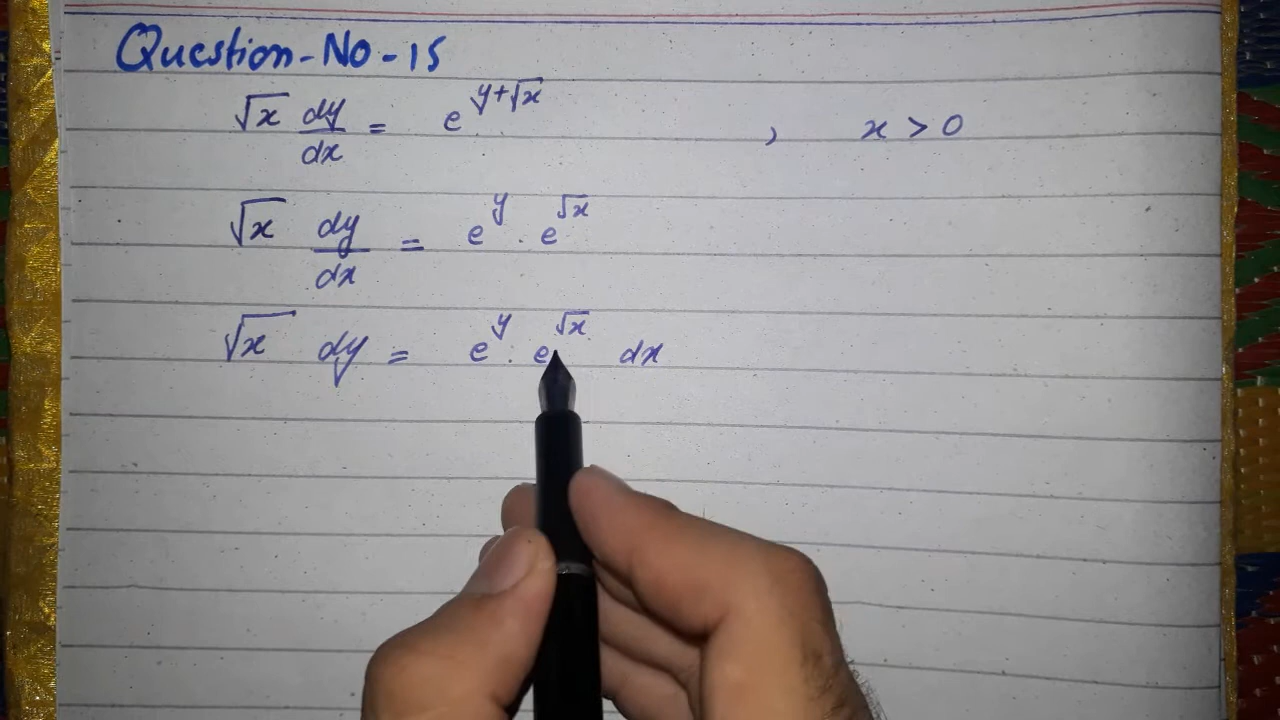 Question-No-15
√x dy/dx = e^(y+√x) , x > 0
√x dy/dx = e^y . e^√x
√x dy = e^y . e^√x dx